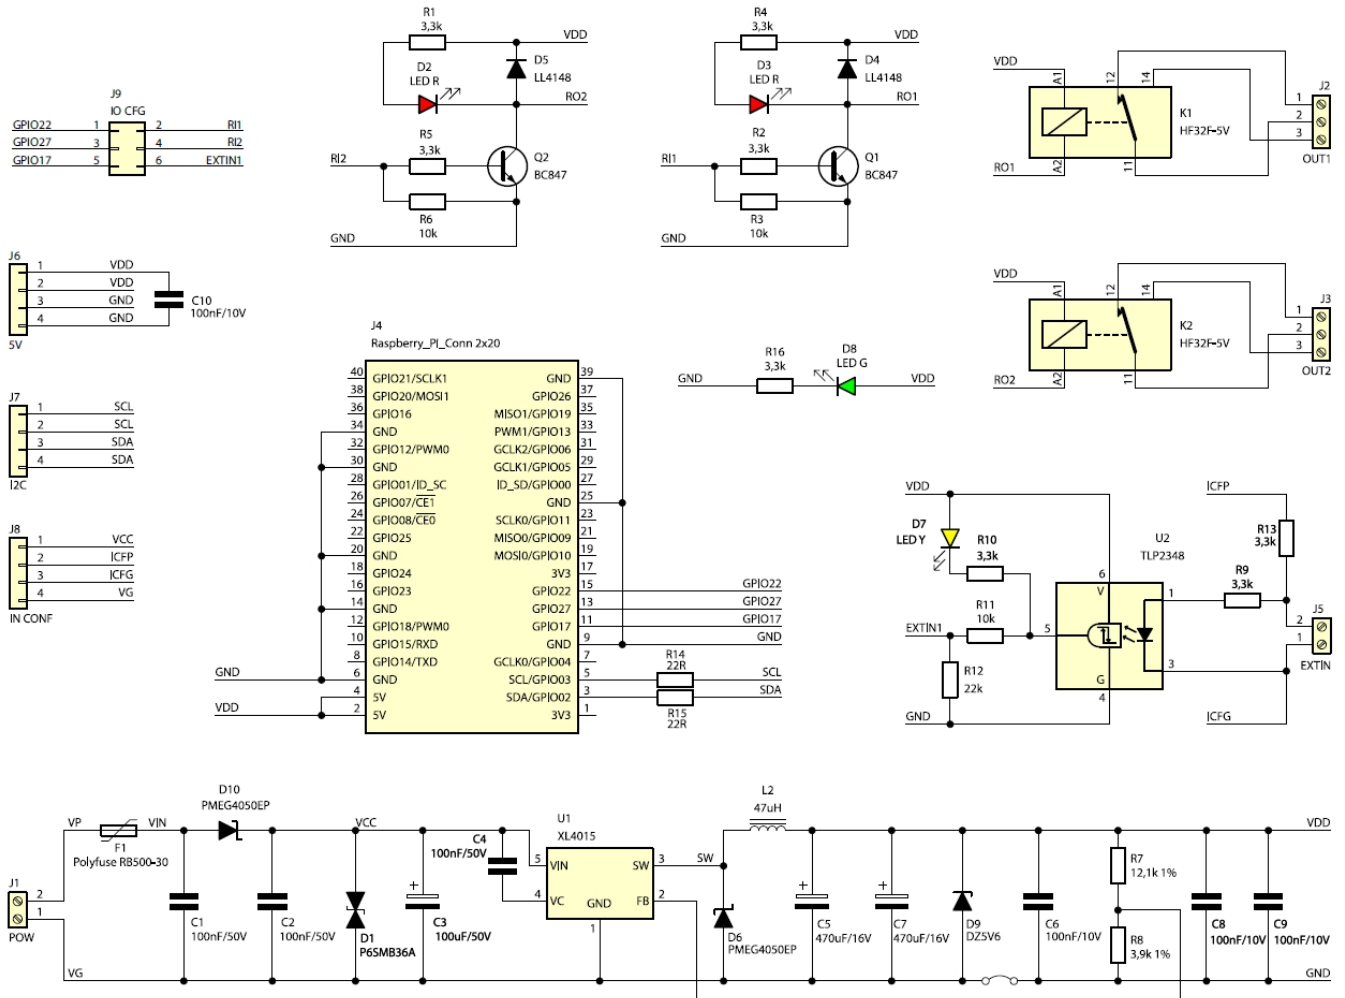 R1
3,3k
VDD
D5
LL4148
D2
LED R
RO2
R5
3,3k
RI2
Q2
BC847
R6
10k
GND
R4
3,3k
VDD
D4
LL4148
D3
LED R
RO1
R2
3,3k
RI1
Q1
BC847
R3
10k
GND
VDD
A1
12
14
K1
HF32F-5V
RO1
A2
11
J2
1
2
3
OUT1
J9
IO CFG
GPIO22 1 2 RI1
GPIO27 3 4 RI2
GPIO17 5 6 EXTIN1
J6
1 VDD
2 VDD
3 GND
4 GND
5V
C10
100nF/10V
VDD
A1
12
14
K2
HF32F-5V
RO2
A2
11
J3
1
2
3
OUT2
J7
1 SCL
2 SCL
3 SDA
4 SDA
I2C
J8
1 VCC
2 ICFP
3 ICFG
4 VG
IN CONF
J4
Raspberry_PI_Conn 2x20
40 GPIO21/SCLK1 GND 39
38 GPIO20/MOSI1 GPIO26 37
36 GPIO16 MISO1/GPIO19 35
34 GND PWM1/GPIO13 33
32 GPIO12/PWM0 GCLK2/GPIO06 31
30 GND GCLK1/GPIO05 29
28 GPIO01/ID_SC ID_SD/GPIO00 27
26 GPIO07/CE1 GND 25
24 GPIO08/CE0 SCLK0/GPIO11 23
22 GPIO25 MISO0/GPIO09 21
20 GND MOSI0/GPIO10 19
18 GPIO24 3V3 17
16 GPIO23 GPIO22 15 GPIO22
14 GND GPIO27 13 GPIO27
12 GPIO18/PWM0 GPIO17 11 GPIO17
10 GPIO15/RXD GND 9 GND
8 GPIO14/TXD GCLK0/GPIO04 7
GND 6 GND SCL/GPIO03 5 SCL
4 5V SDA/GPIO02 3 SDA
VDD 2 5V 3V3 1
R14
22R
R15
22R
GND
R16
3,3k
D8
LED G
VDD
VDD
D7
LED Y
R10
3,3k
EXTIN1
R11
10k
R12
22k
GND
U2
TLP2348
6
V
5
G
4
1
3
ICFP
R13
3,3k
R9
3,3k
J5
2
1
EXTIN
ICFG
J1
2
1
POW
VP
F1
Polyfuse RB500-30
VIN
D10
PMEG4050EP
VCC
C1
100nF/50V
C2
100nF/50V
D1
P6SMB36A
C3
100uF/50V
+
C4
100nF/50V
U1
XL4015
5 VIN SW 3
4 VC FB 2
GND
1
SW
D6
PMEG4050EP
L2
47uH
+
C5
470uF/16V
+
C7
470uF/16V
D9
DZ5V6
C6
100nF/10V
R7
12,1k 1%
R8
3,9k 1%
C8
100nF/10V
C9
100nF/10V
VDD
VG
GND